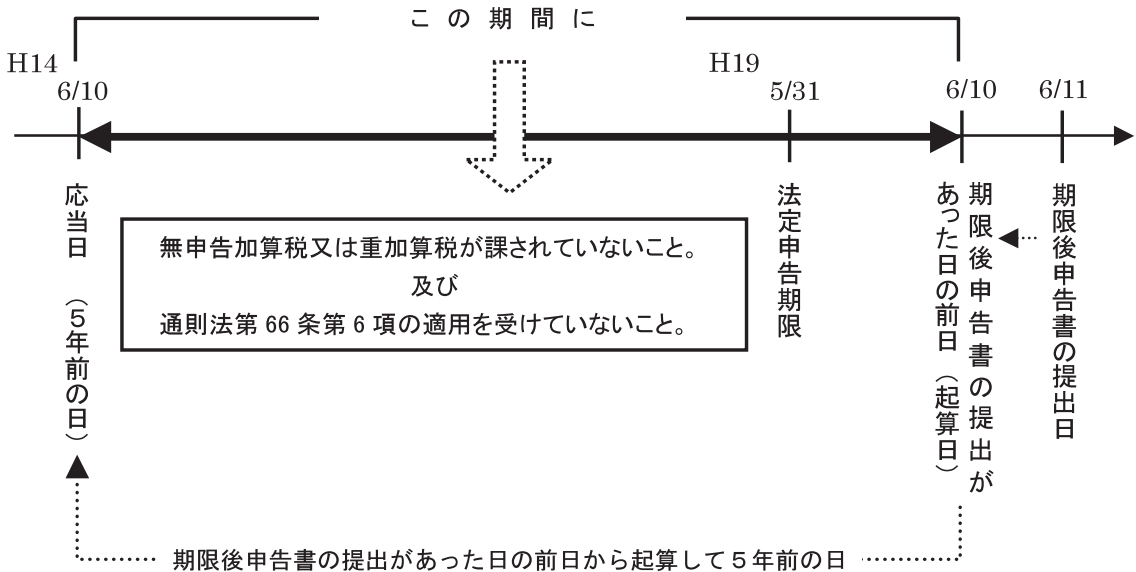 この期間に
H14
6/10
H19
5/31
6/10
6/11
応当日（５年前の日）
無申告加算税又は重加算税が課されていないこと。
及び
通則法第 66 条第 6 項の適用を受けていないこと。
法定申告期限
期限後申告書の提出が
あった日の前日（起算日）
期限後申告書の提出日
期限後申告書の提出があった日の前日から起算して５年前の日